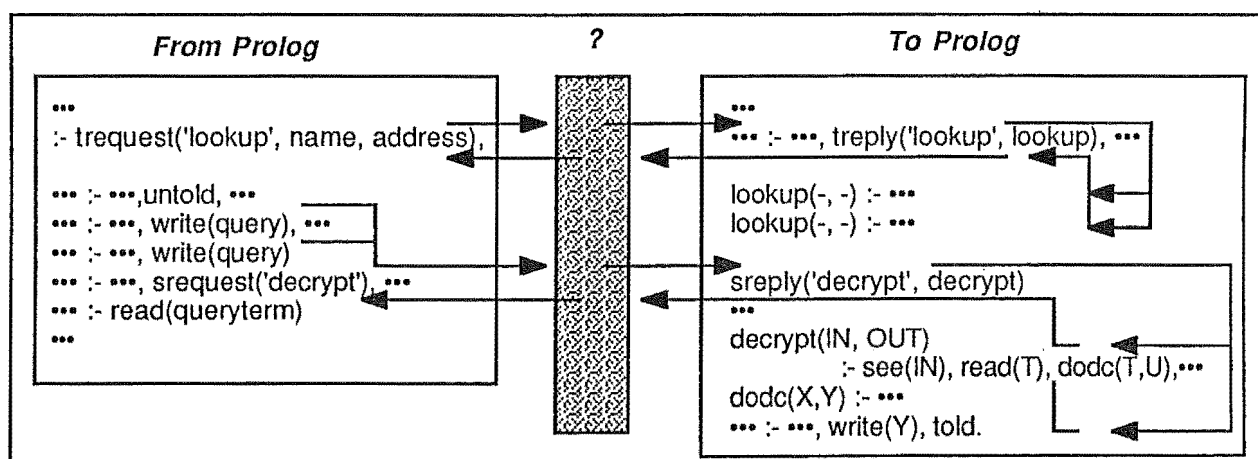 From Prolog
?
To Prolog
•••
:- trequest('lookup', name, address),
••• :- •••,untold, •••
••• :- •••, write(query), •••
••• :- •••, write(query)
••• :- •••, srequest('decrypt'), •••
••• :- read(queryterm)
•••
•••
••• :- •••, treply('lookup', lookup), •••
lookup(-, -) :- •••
lookup(-, -) :- •••
sreply('decrypt', decrypt)
•••
decrypt(IN, OUT)
:- see(IN), read(T), dodc(T,U),•••
dodc(X,Y) :- •••
••• :- •••, write(Y), told.